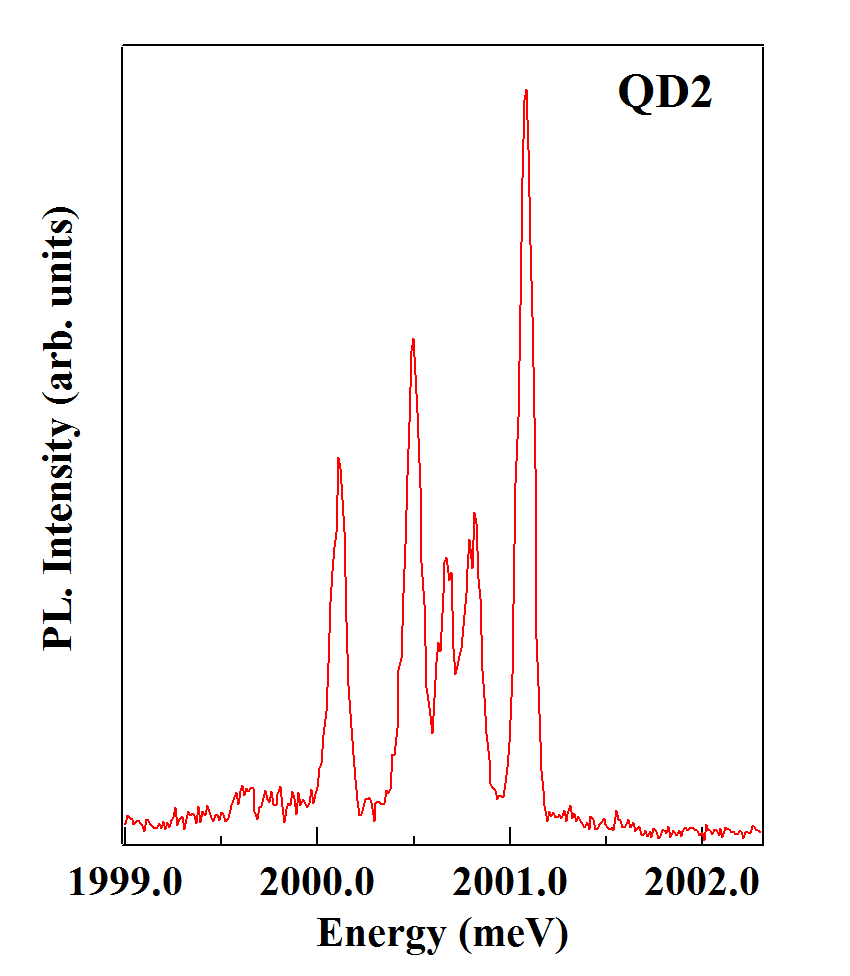 QD2
PL. Intensity (arb. units)
1999.0 2000.0 2001.0 2002.0
Energy (meV)